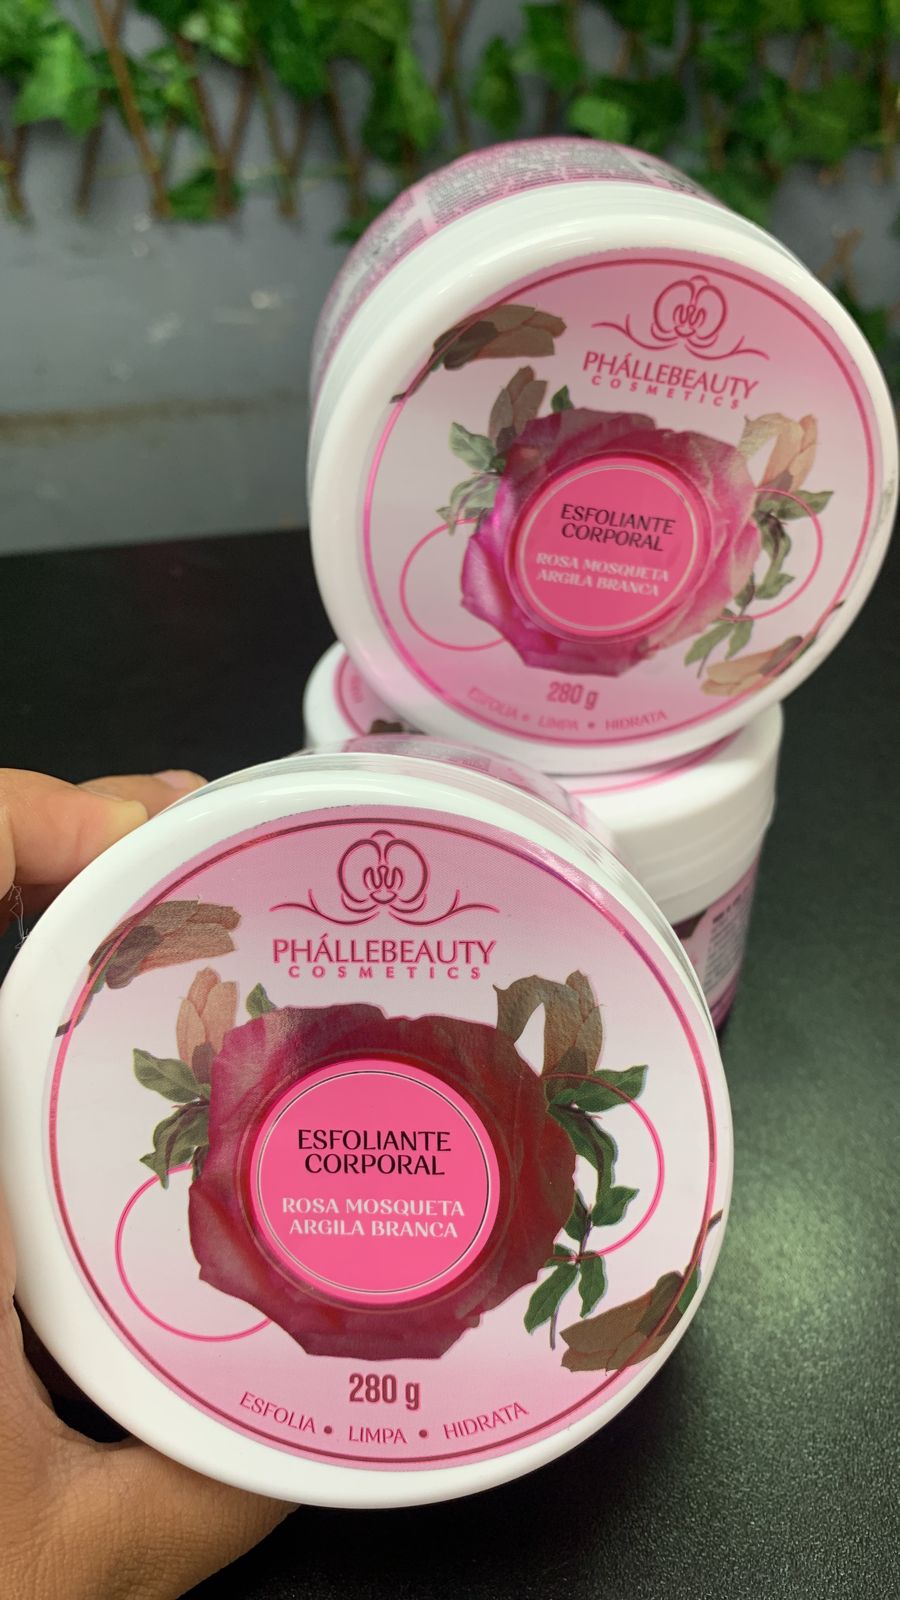 PHÁLLEBEAUTY
COSMETICS
ESFOLIANTE
CORPORAL
ROSA MOSQUETA
ARGILA BRANCA
280 g
ESFOLIA • LIMPA • HIDRATA
PHÁLLEBEAUTY
COSMETICS
ESFOLIANTE
CORPORAL
ROSA MOSQUETA
ARGILA BRANCA
280 g
ESFOLIA • LIMPA • HIDRATA